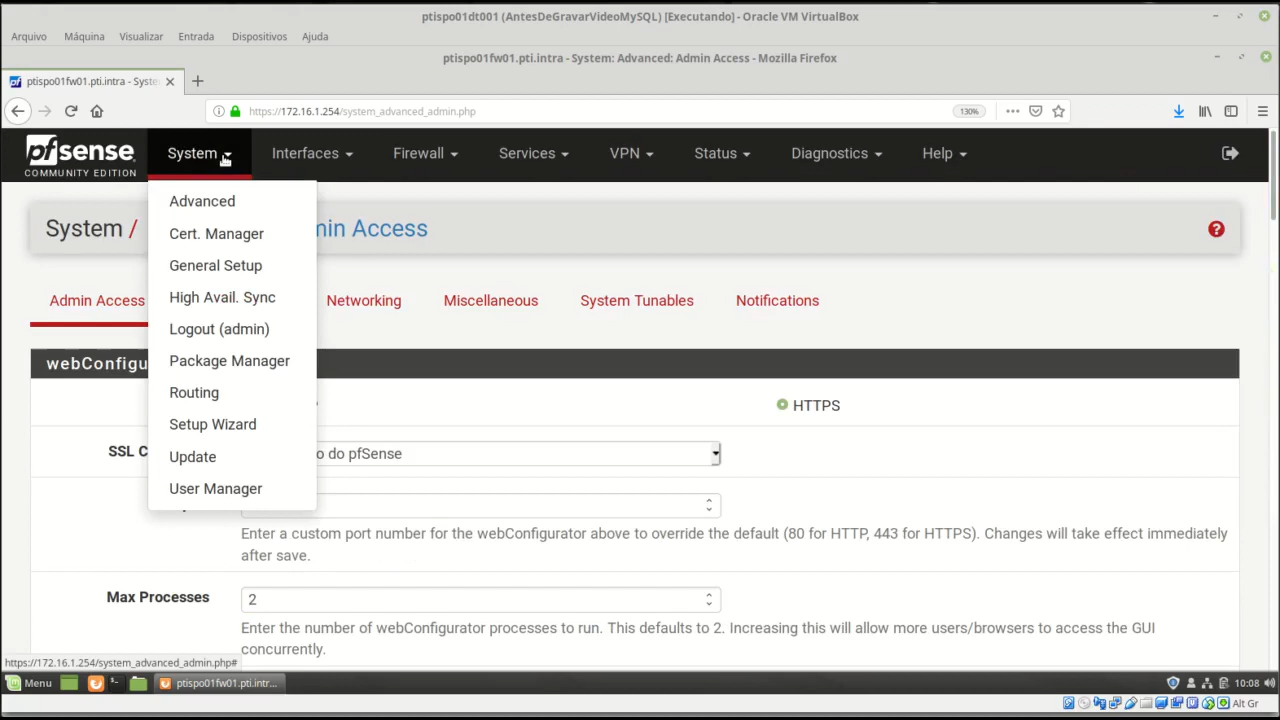 ptispo01dt001 (AntesDeGravarVideoMySQL) [Executando] - Oracle VM VirtualBox
Arquivo Máquina Visualizar Entrada Dispositivos Ajuda
ptispo01fw01.pti.intra - System: Advanced: Admin Access - Mozilla Firefox
ptispo01fw01.pti.intra - Syste
https://172.16.1.254/system_advanced_admin.php 130%
pfsense System Interfaces Firewall Services VPN Status Diagnostics Help
COMMUNITY EDITION
Advanced
Cert. Manager
General Setup
High Avail. Sync
Logout (admin)
Package Manager
Routing
Setup Wizard
Update
User Manager
System / min Access
Admin Access Networking Miscellaneous System Tunables Notifications
webConfigu
HTTPS
SSL C o do pfSense
Enter a custom port number for the webConfigurator above to override the default (80 for HTTP, 443 for HTTPS). Changes will take effect immediately
after save.
Max Processes 2
Enter the number of webConfigurator processes to run. This defaults to 2. Increasing this will allow more users/browsers to access the GUI
concurrently.
https://172.16.1.254/system_advanced_admin.php#
Menu ptispo01fw01.pti.intr... 10:08
Alt Gr